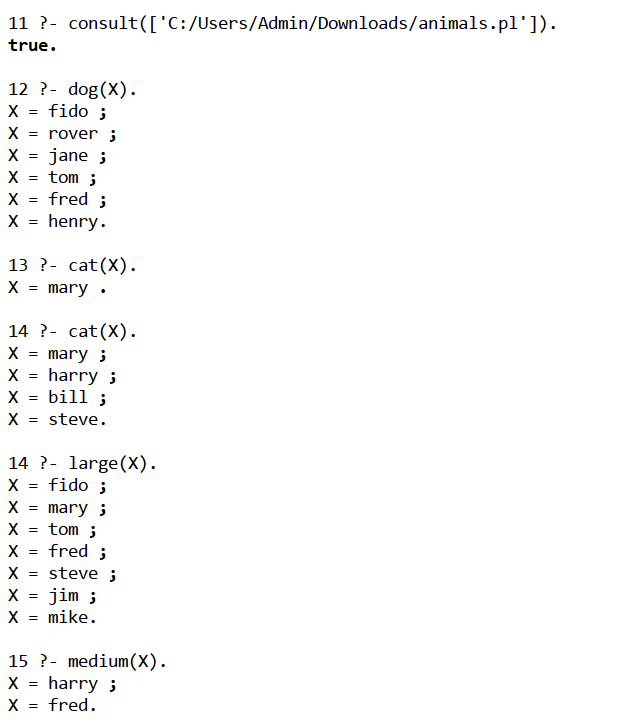 11 ?- consult(['C:/Users/Admin/Downloads/animals.pl']).
true.
12 ?- dog(X).
X = fido ;
X = rover ;
X = jane ;
X = tom ;
X = fred ;
X = henry.
13 ?- cat(X).
X = mary .
14 ?- cat(X).
X = mary ;
X = harry ;
X = bill ;
X = steve.
14 ?- large(X).
X = fido ;
X = mary ;
X = tom ;
X = fred ;
X = steve ;
X = jim ;
X = mike.
15 ?- medium(X).
X = harry ;
X = fred.